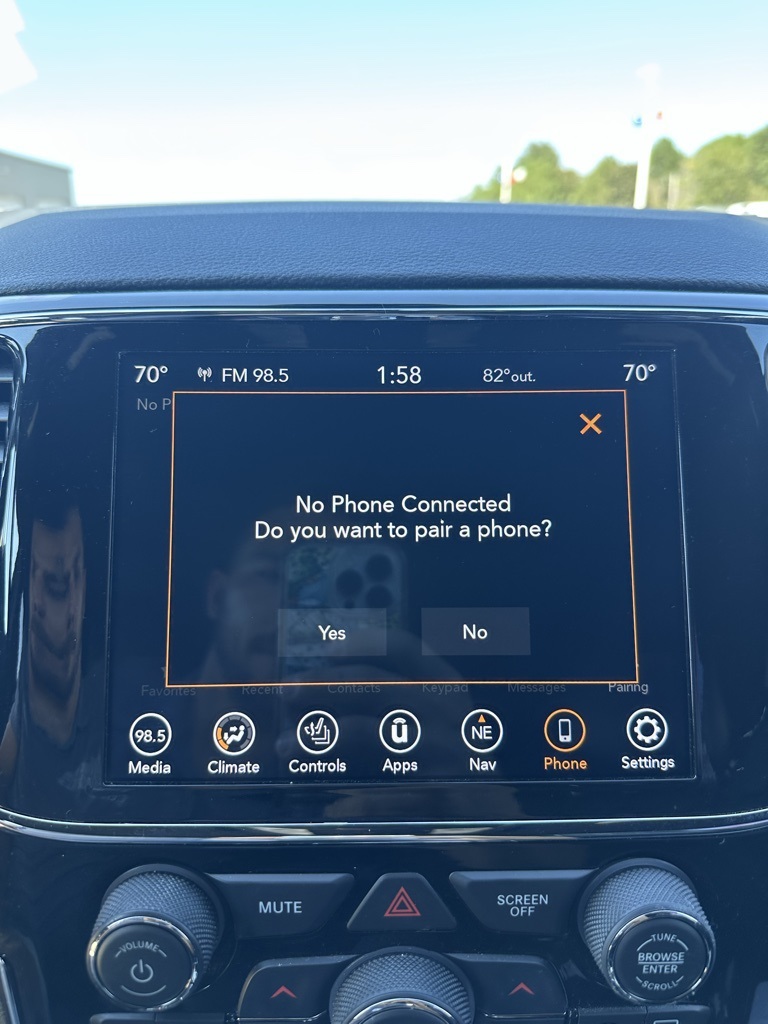 70° FM 98.5 1:58 82°out. 70°
No P
No Phone Connected
Do you want to pair a phone?
Yes No
Favorites Recent Contacts Keypad Messages Pairing
98.5 NE
Media Climate Controls Apps Nav Phone Settings
MUTE SCREEN OFF
VOLUME
TUNE
BROWSE
ENTER
SCROLL